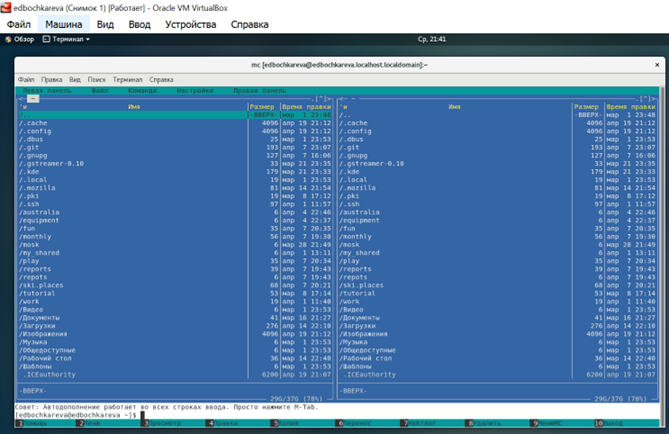 edbochkareva (Снимок 1) [Работает] - Oracle VM VirtualBox
Файл Машина Вид Ввод Устройства Справка
Обзор Терминал Ср, 21:41
mc [edbochkareva@edbochkareva.localhost.localdomain]:~
Файл Правка Вид Поиск Терминал Справка
Левая панель Файл Команда Настройки Правая панель
<- ~ .[^]> <- ~ .[^]>
'и Имя Размер Время правки 'и Имя Размер Время правки
/.. -ВВЕРХ- мар 1 23:48 /.. -ВВЕРХ- мар 1 23:48
/.cache 4096 апр 19 21:12 /.cache 4096 апр 19 21:12
/.config 4096 апр 19 21:12 /.config 4096 апр 19 21:12
/.dbus 25 мар 1 23:53 /.dbus 25 мар 1 23:53
/.git 193 апр 7 23:07 /.git 193 апр 7 23:07
/.gnupg 127 апр 7 16:06 /.gnupg 127 апр 7 16:06
/.gstreamer-0.10 33 мар 21 23:35 /.gstreamer-0.10 33 мар 21 23:35
/.kde 179 мар 21 23:33 /.kde 179 мар 21 23:33
/.local 19 мар 1 23:53 /.local 19 мар 1 23:53
/.mozilla 81 мар 14 21:54 /.mozilla 81 мар 14 21:54
/.pki 19 мар 8 17:12 /.pki 19 мар 8 17:12
/.ssh 97 апр 1 11:57 /.ssh 97 апр 1 11:57
/australia 6 апр 4 22:46 /australia 6 апр 4 22:46
/equipment 6 апр 4 22:37 /equipment 6 апр 4 22:37
/fun 35 апр 7 20:35 /fun 35 апр 7 20:35
/monthly 56 апр 7 19:30 /monthly 56 апр 7 19:30
/mosk 6 мар 28 21:49 /mosk 6 мар 28 21:49
/my_shared 6 апр 1 13:11 /my_shared 6 апр 1 13:11
/play 35 апр 7 20:34 /play 35 апр 7 20:34
/reports 39 апр 7 19:43 /reports 39 апр 7 19:43
/repots 6 апр 7 19:43 /repots 6 апр 7 19:43
/ski.places 68 апр 7 20:21 /ski.places 68 апр 7 20:21
/tutorial 53 мар 8 17:14 /tutorial 53 мар 8 17:14
/work 19 апр 1 11:40 /work 19 апр 1 11:40
/Видео 6 мар 1 23:53 /Видео 6 мар 1 23:53
/Документы 41 мар 16 21:27 /Документы 41 мар 16 21:27
/Загрузки 276 апр 14 22:10 /Загрузки 276 апр 14 22:10
/Изображения 4096 апр 19 21:12 /Изображения 4096 апр 19 21:12
/Музыка 6 мар 1 23:53 /Музыка 6 мар 1 23:53
/Общедоступные 6 мар 1 23:53 /Общедоступные 6 мар 1 23:53
/Рабочий стол 36 мар 14 22:40 /Рабочий стол 36 мар 14 22:40
/Шаблоны 6 мар 1 23:53 /Шаблоны 6 мар 1 23:53
.ICEauthority 6200 апр 19 21:07 .ICEauthority 6200 апр 19 21:07
-ВВЕРХ- -ВВЕРХ-
29G/37G (78%) 29G/37G (78%)
Совет: Автодополнение работает во всех строках ввода. Просто нажмите M-Tab.
[edbochkareva@edbochkareva ~]$
1Помощь 2Меню 3Просмотр 4Правка 5Копия 6Перенос 7НвКтлог 8Удалить 9МенюMC 10Выход